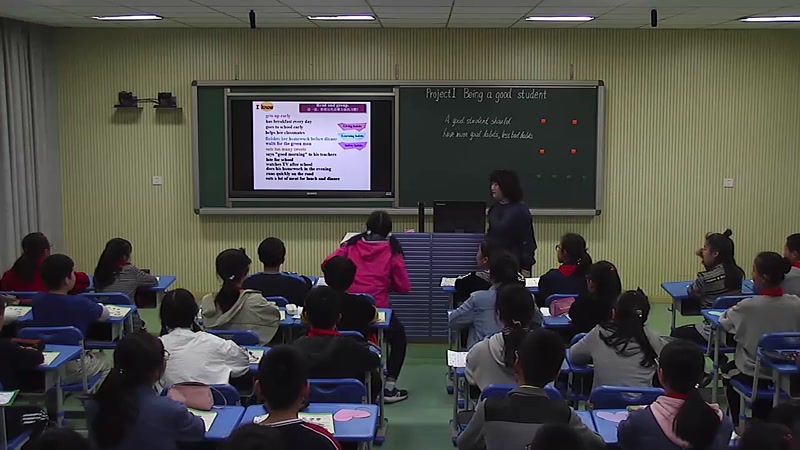 I know
Read and group.
gets up early
has breakfast every day
goes to school early
helps her classmates
finishes her homework before dinner
waits for the green man
eats too many sweets
says "good morning" to his teachers
late for school
watches TV after school
does his homework in the evening
runs quickly on the road
eats a lot of meat for lunch and dinner
Living habits
Learning habits
Safety habits
Project1 Being a good student
A good student should
have more good habits, less bad habits